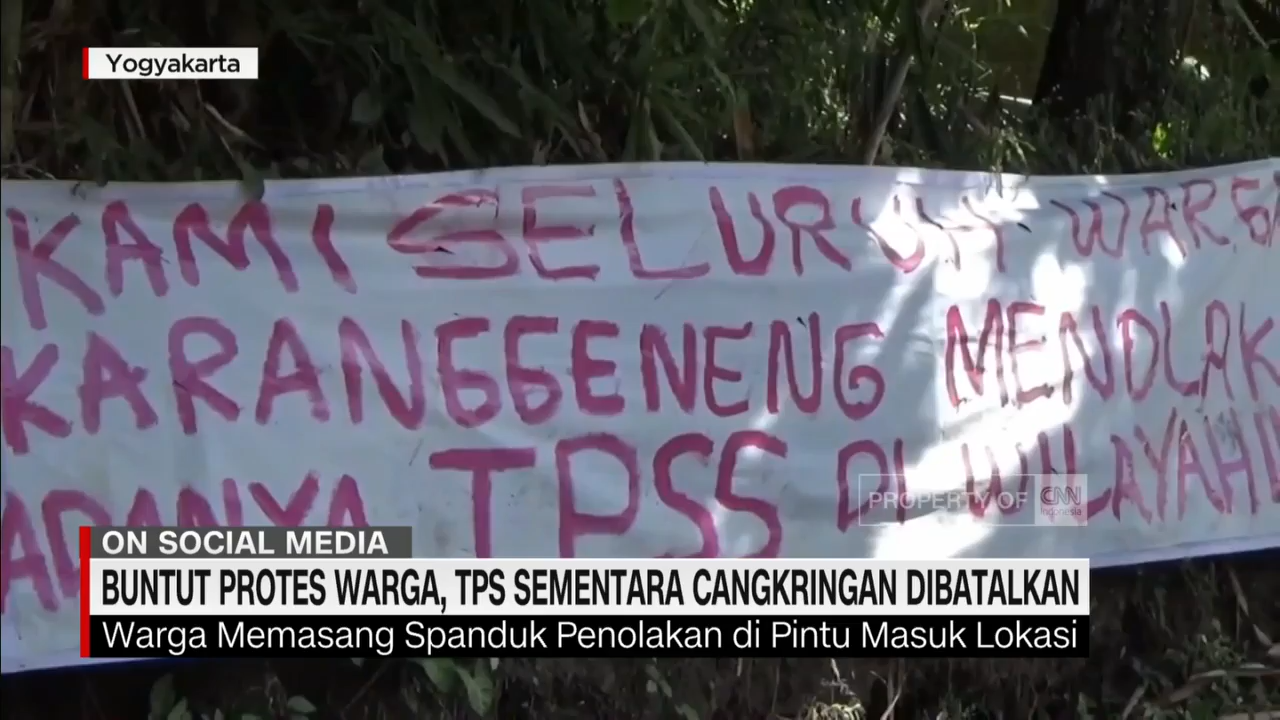 Yogyakarta
KAMI SELURUH WARGA
KARANGGENENG MENOLAK
ADANYA TPSS DI WILAYAH
PROPERTY OF CNN Indonesia
ON SOCIAL MEDIA
BUNTUT PROTES WARGA, TPS SEMENTARA CANGKRINGAN DIBATALKAN
Warga Memasang Spanduk Penolakan di Pintu Masuk Lokasi